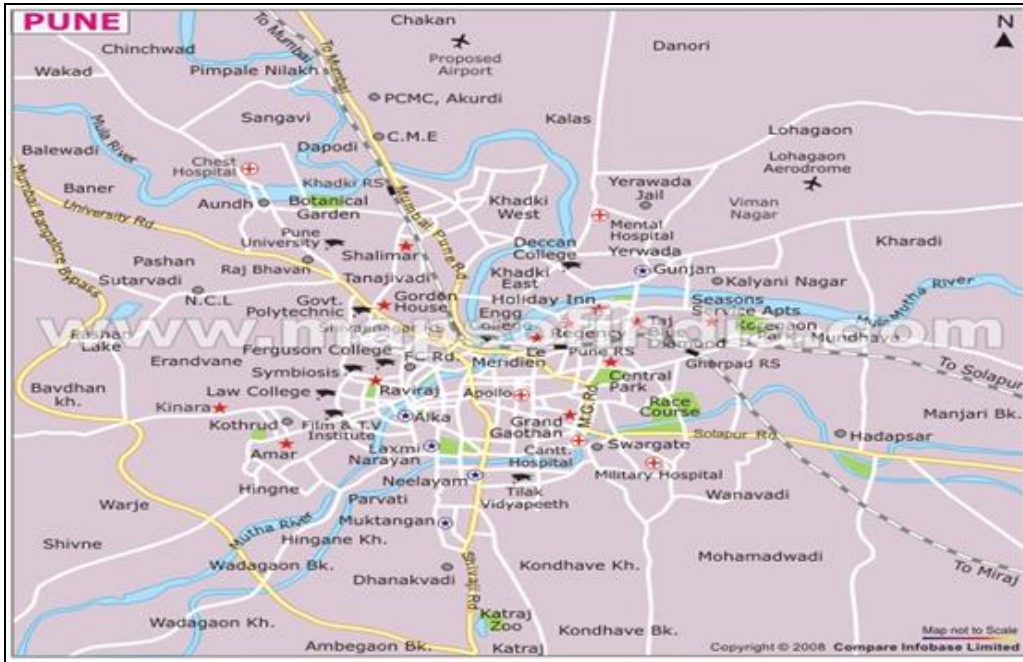 PUNE
N
To Mumbai
To Mumbai
Chakan
Proposed
Airport
Danori
Chinchwad
Wakad
Pimpale Nilakh
PCMC, Akurdi
Sangavi
C.M.E
Kalas
Lohagaon
Mula River
Dapodi
Balewadi
Chest
Hospital
Khadki RS
Lohagaon
Aerodrome
Baner
University Rd.
Aundh
Botanical
Garden
Mumbai Pune Rd
Khadki
West
Yerawada
Jail
Viman
Nagar
Mental
Hospital
Mumbai Bangalore Bypass
Pune
University
Shalimar
Deccan
College
Yerwada
Kharadi
Pashan
Raj Bhavan
Tanajivadi
Khadki
East
Gunjan
Sutarvadi
N.C.L
Kalyani Nagar
Govt.
Polytechnic
Gordon
House
Holiday Inn
Seasons
Service Apts
Mula-Mutha River
Shivajinagar RS
Engg
College
Regency
Taj
www.mapsofindia.com
Pashan
Lake
Mundhava
Erandvane
Ferguson College
FC Rd
Le
Meridien
Pune RS
Ghorpad RS
To Solapur
Symbiosis
Central
Park
Bavdhan
kh.
Law College
Raviraj
Apollo
M.G.Rd.
Race
Course
Kinara
Kothrud
Film & T.V
Institute
Alka
Grand
Gaothan
Manjari Bk.
Solapur Rd
Hadapsar
Amar
Laxmi
Narayan
Cantt.
Hospital
Swargate
Military Hospital
Hingne
Neelayam
Tilak
Vidyapeeth
Wanavadi
Warje
Parvati
Mutha River
Muktangan
Shivne
Hingane Kh.
Mohamadwadi
Wadagaon Bk.
Dhanakvadi
Shivaji Rd
Kondhave Kh.
To Miraj
Wadagaon Kh.
Katraj
Zoo
Kondhave Bk.
Ambegaon Bk.
Katraj
Map not to Scale
Copyright © 2008 Compare Infobase Limited